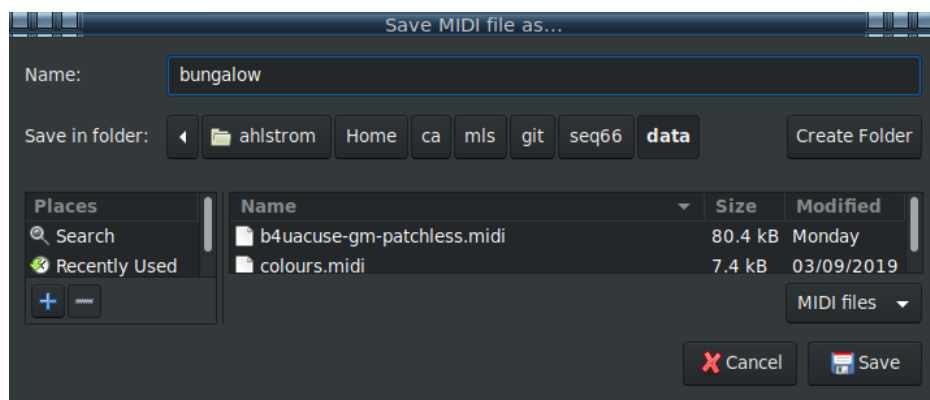 Save MIDI file as...
Name: bungalow
Save in folder: ahlstrom Home ca mls git seq66 data Create Folder
Places Name Size Modified
Search b4uacuse-gm-patchless.midi 80.4 kB Monday
Recently Used colours.midi 7.4 kB 03/09/2019
MIDI files
Cancel Save